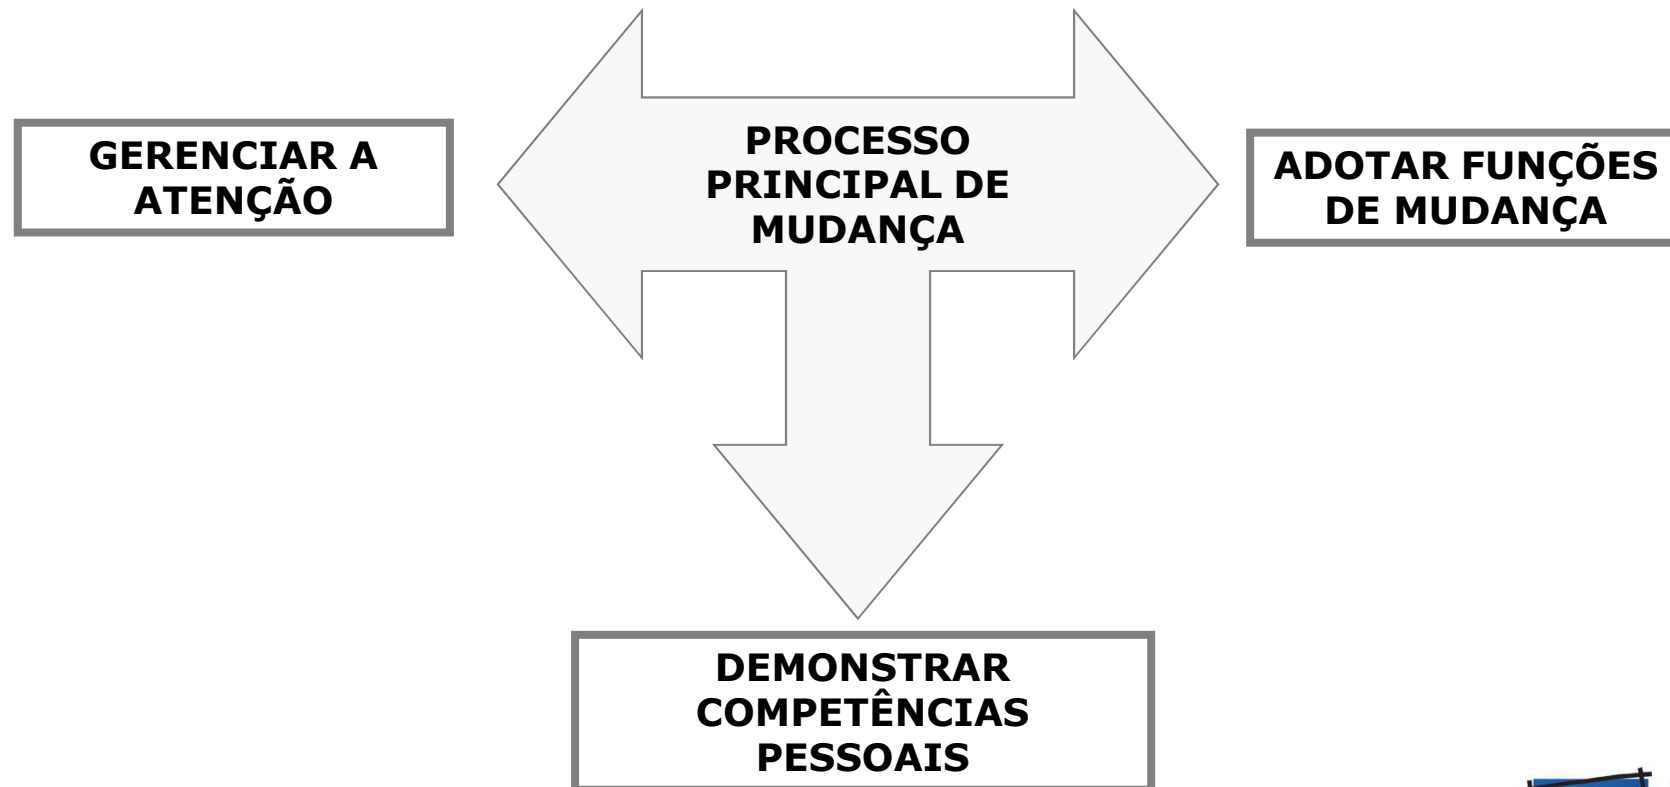 GERENCIAR A
ATENÇÃO
PROCESSO
PRINCIPAL DE
MUDANÇA
ADOTAR FUNÇÕES
DE MUDANÇA
DEMONSTRAR
COMPETÊNCIAS
PESSOAIS